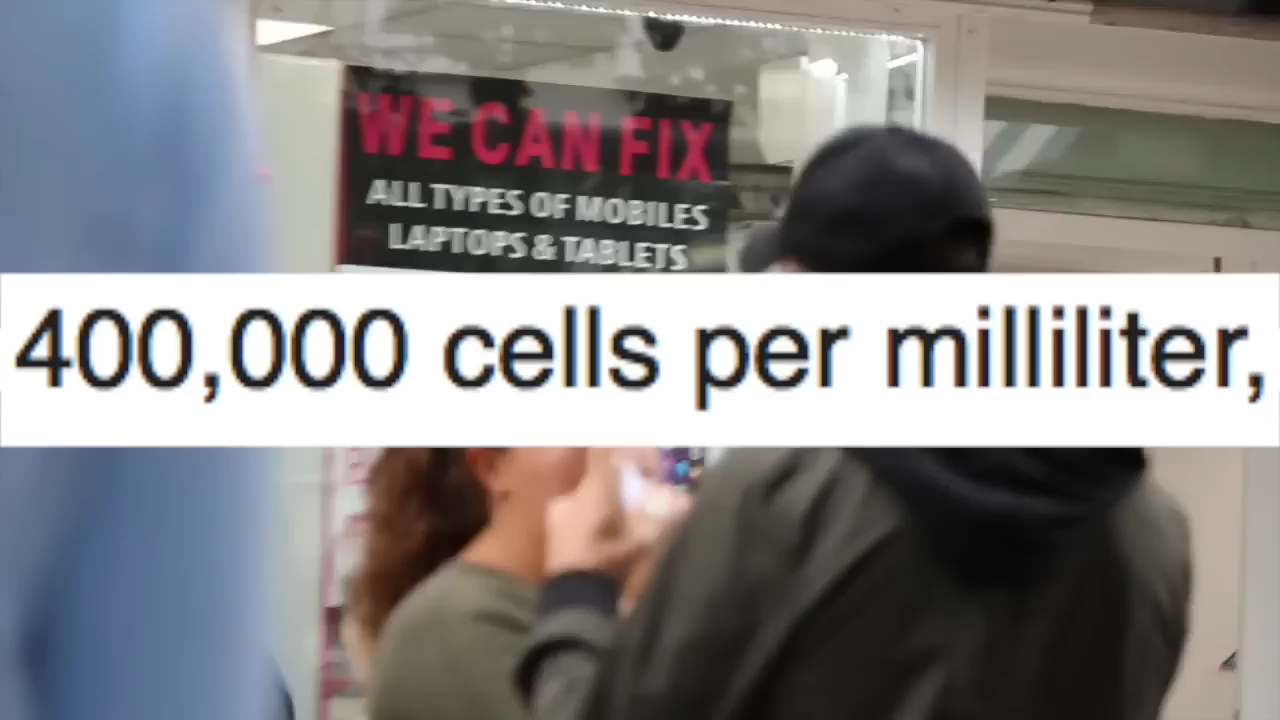 WE CAN FIX
ALL TYPES OF MOBILES
LAPTOPS & TABLETS
400,000 cells per milliliter,